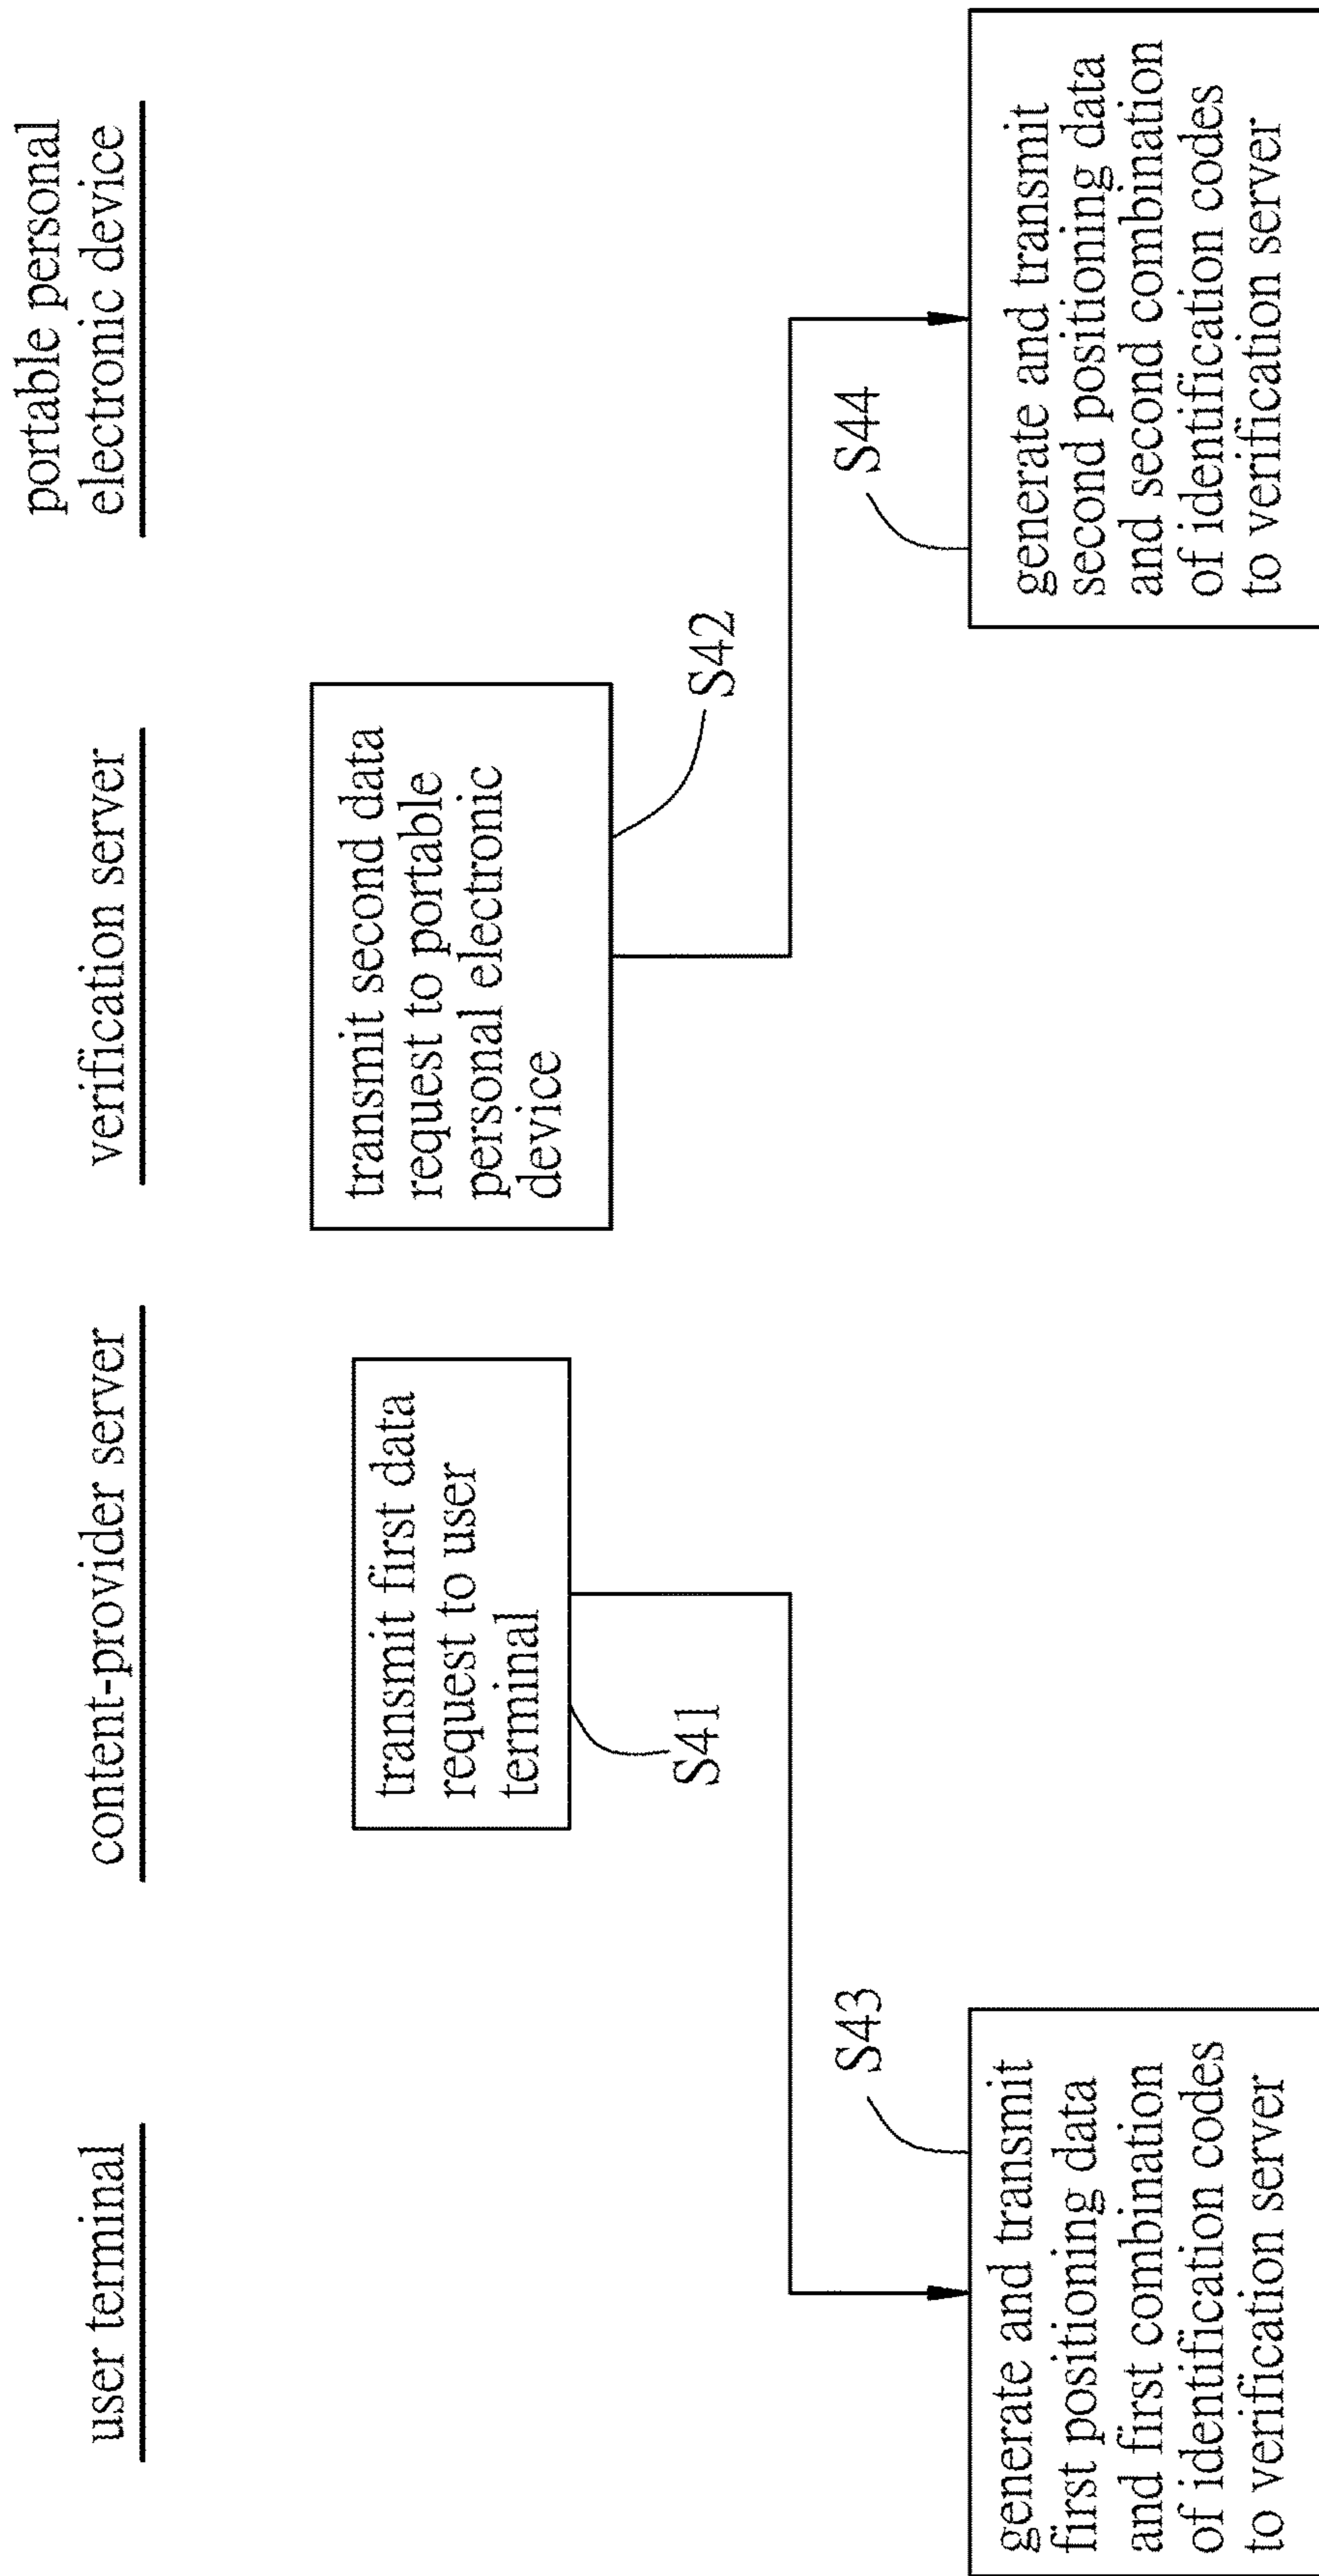 user terminal
content-provider server
verification server
portable personal
electronic device
transmit first data
request to user
terminal
S41
transmit second data
request to portable
personal electronic
device
S42
S43
generate and transmit
first positioning data
and first combination
of identification codes
to verification server
S44
generate and transmit
second positioning data
and second combination
of identification codes
to verification server